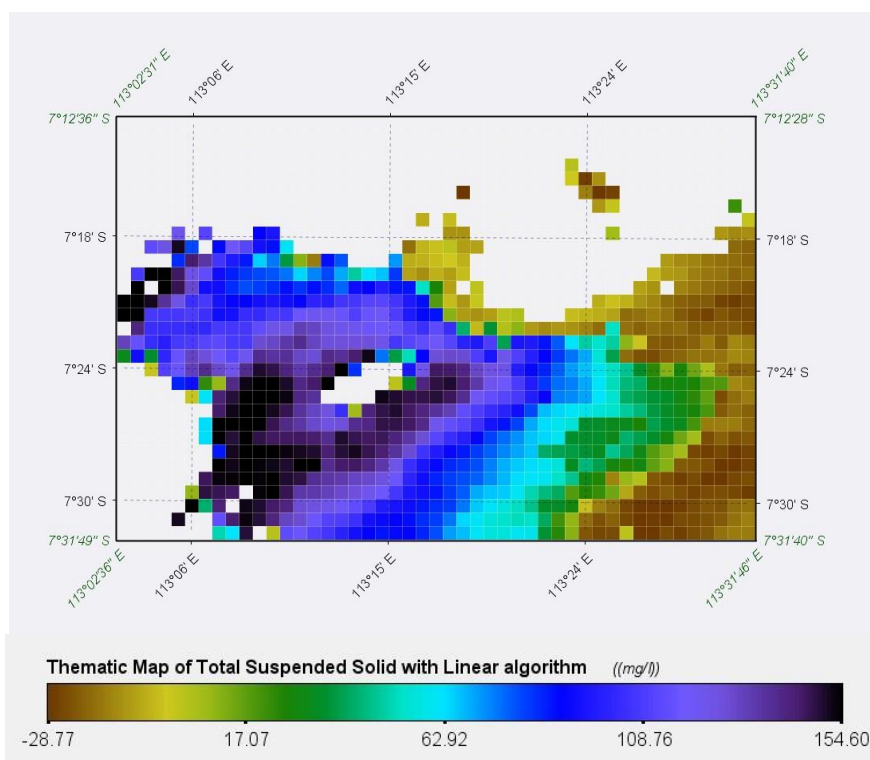 113°02'31" E
113°06' E
113°15' E
113°24' E
113°31'40" E
7°12'36" S
7°12'28" S
7°18' S
7°18' S
7°24' S
7°24' S
7°30' S
7°30' S
7°31'49" S
7°31'40" S
113°02'36" E
113°06' E
113°15' E
113°24' E
113°31'46" E
Thematic Map of Total Suspended Solid with Linear algorithm ((mg/l))
-28.77 17.07 62.92 108.76 154.60